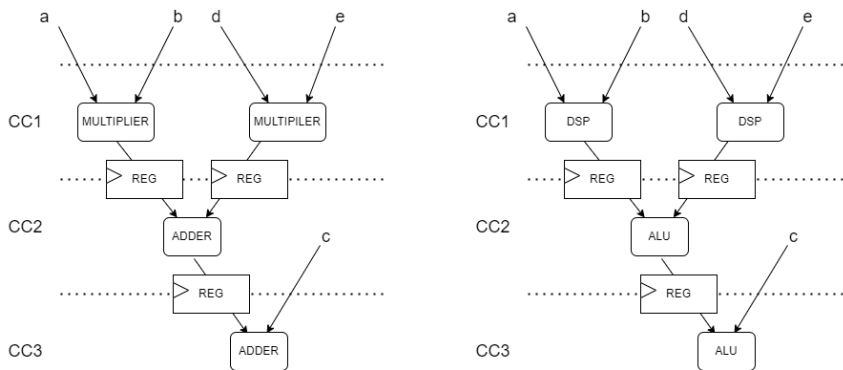 a b d e a b d e
CC1 MULTIPLIER MULTIPILER CC1 DSP DSP
REG REG REG REG
CC2 ADDER c CC2 ALU c
REG REG
CC3 ADDER CC3 ALU